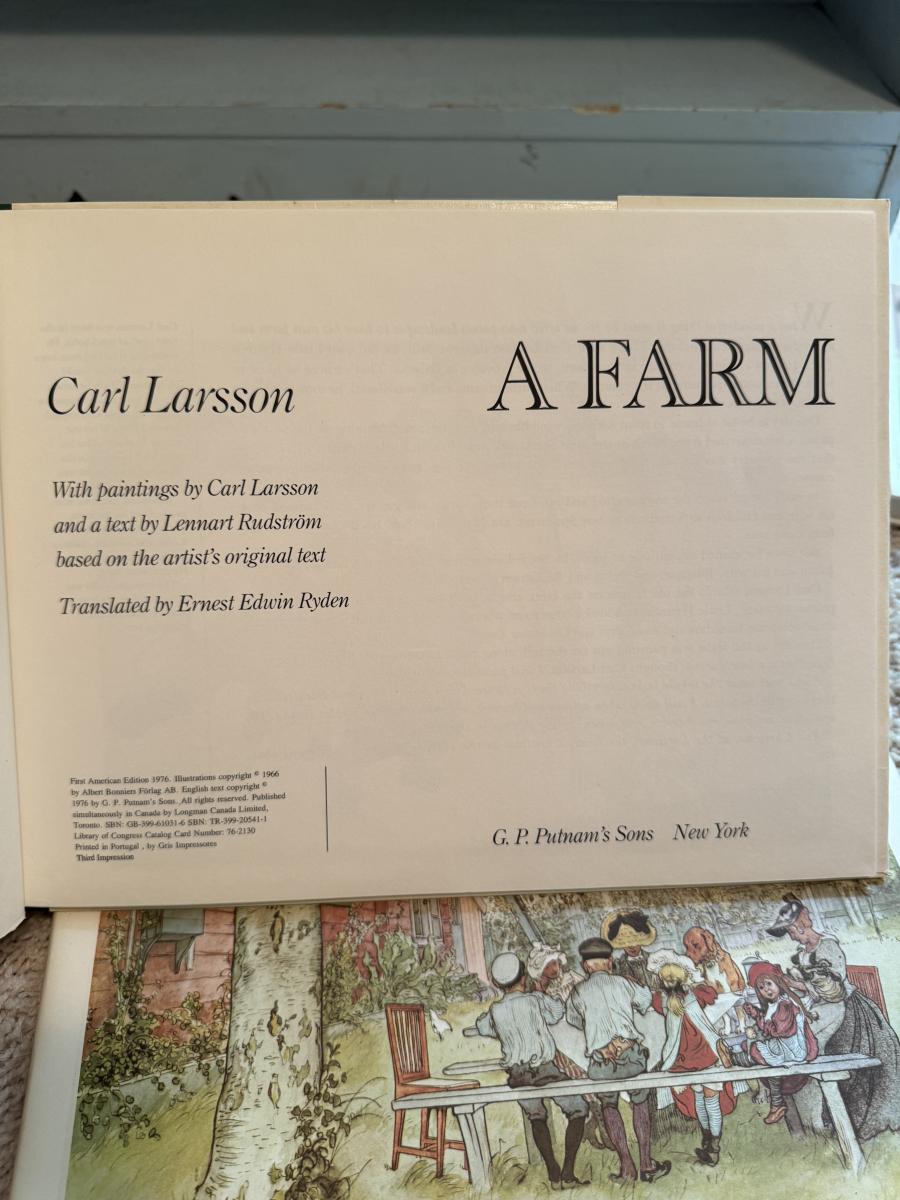 Carl Larsson
A FARM
With paintings by Carl Larsson
and a text by Lennart Rudström
based on the artist's original text
Translated by Ernest Edwin Ryden
First American Edition 1976. Illustrations copyright © 1966
by Albert Bonniers Förlag AB. English text copyright ©
1976 by G. P. Putnam's Sons. All rights reserved. Published
simultaneously in Canada by Longman Canada Limited,
Toronto. SBN: GB-399-61031-6 SBN: TR-399-20541-1
Library of Congress Catalog Card Number: 76-2130
Printed in Portugal , by Gris Impressores
Third Impression
G. P. Putnam's Sons New York